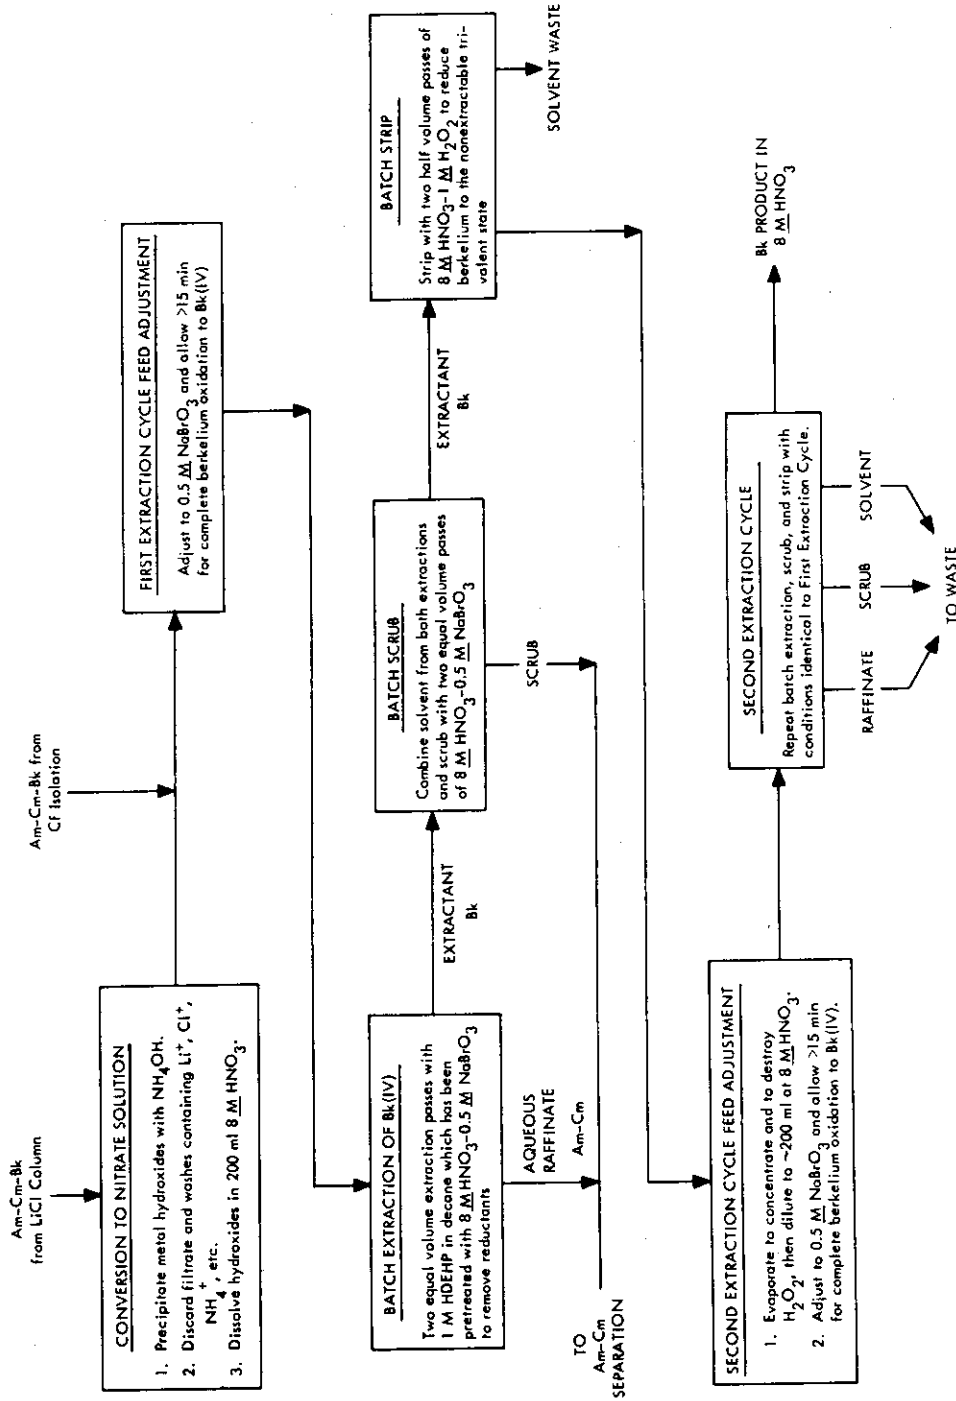 Am-Cm-Bk
from LiCl Column
CONVERSION TO NITRATE SOLUTION
1. Precipitate metal hydroxides with NH4OH.
2. Discard filtrate and washes containing Li+, Cl+,
NH4+, etc.
3. Dissolve hydroxides in 200 ml 8 M HNO3.
Am-Cm-Bk from
Cf Isolation
FIRST EXTRACTION CYCLE FEED ADJUSTMENT
Adjust to 0.5 M NaBrO3 and allow >15 min
for complete berkelium oxidation to Bk(IV)
BATCH EXTRACTION OF Bk(IV)
Two equal volume extraction passes with
1 M HDEHP in decane which has been
pretreated with 8 M HNO3-0.5 M NaBrO3
to remove reductants
EXTRACTANT
Bk
AQUEOUS
RAFFINATE
Am-Cm
TO
Am-Cm
SEPARATION
BATCH SCRUB
Combine solvent from both extractions
and scrub with two equal volume passes
of 8 M HNO3-0.5 M NaBrO3
SCRUB
EXTRACTANT
Bk
BATCH STRIP
Strip with two half volume passes of
8 M HNO3-1 M H2O2 to reduce
berkelium to the nonextractable tri-
valent state
SOLVENT WASTE
SECOND EXTRACTION CYCLE FEED ADJUSTMENT
1. Evaporate to concentrate and to destroy
H2O2, then dilute to ~200 ml at 8 M HNO3.
2. Adjust to 0.5 M NaBrO3 and allow >15 min
for complete berkelium oxidation to Bk(IV).
SECOND EXTRACTION CYCLE
Repeat batch extraction, scrub, and strip with
conditions identical to First Extraction Cycle.
RAFFINATE
SCRUB
SOLVENT
TO WASTE
Bk PRODUCT IN
8 M HNO3